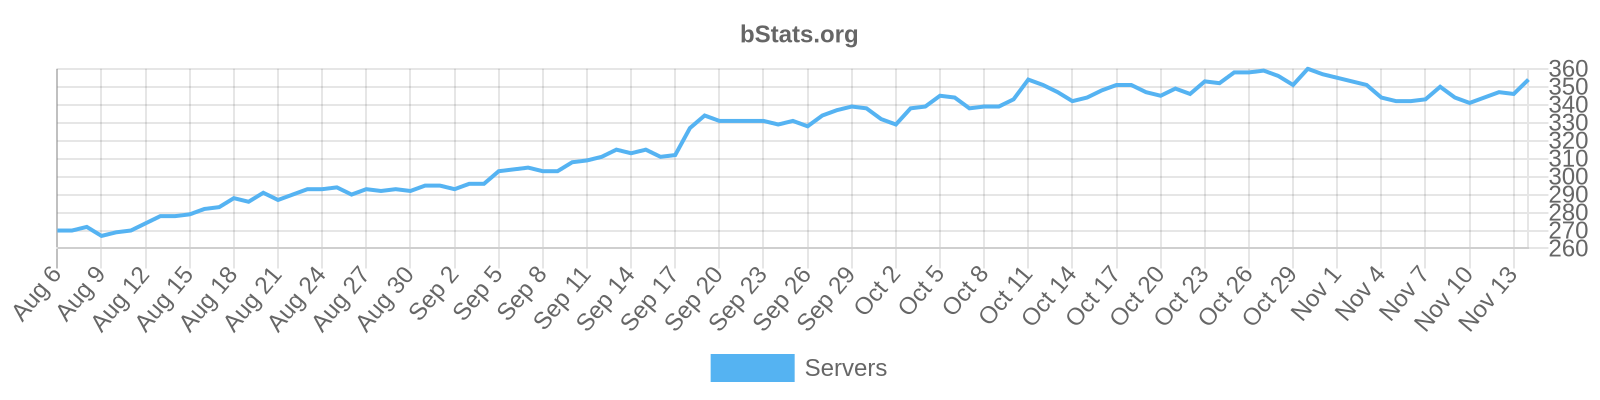 bStats.org
360
350
340
330
320
310
300
290
280
270
260
Aug 6
Aug 9
Aug 12
Aug 15
Aug 18
Aug 21
Aug 24
Aug 27
Aug 30
Sep 2
Sep 5
Sep 8
Sep 11
Sep 14
Sep 17
Sep 20
Sep 23
Sep 26
Sep 29
Oct 2
Oct 5
Oct 8
Oct 11
Oct 14
Oct 17
Oct 20
Oct 23
Oct 26
Oct 29
Nov 1
Nov 4
Nov 7
Nov 10
Nov 13
Servers